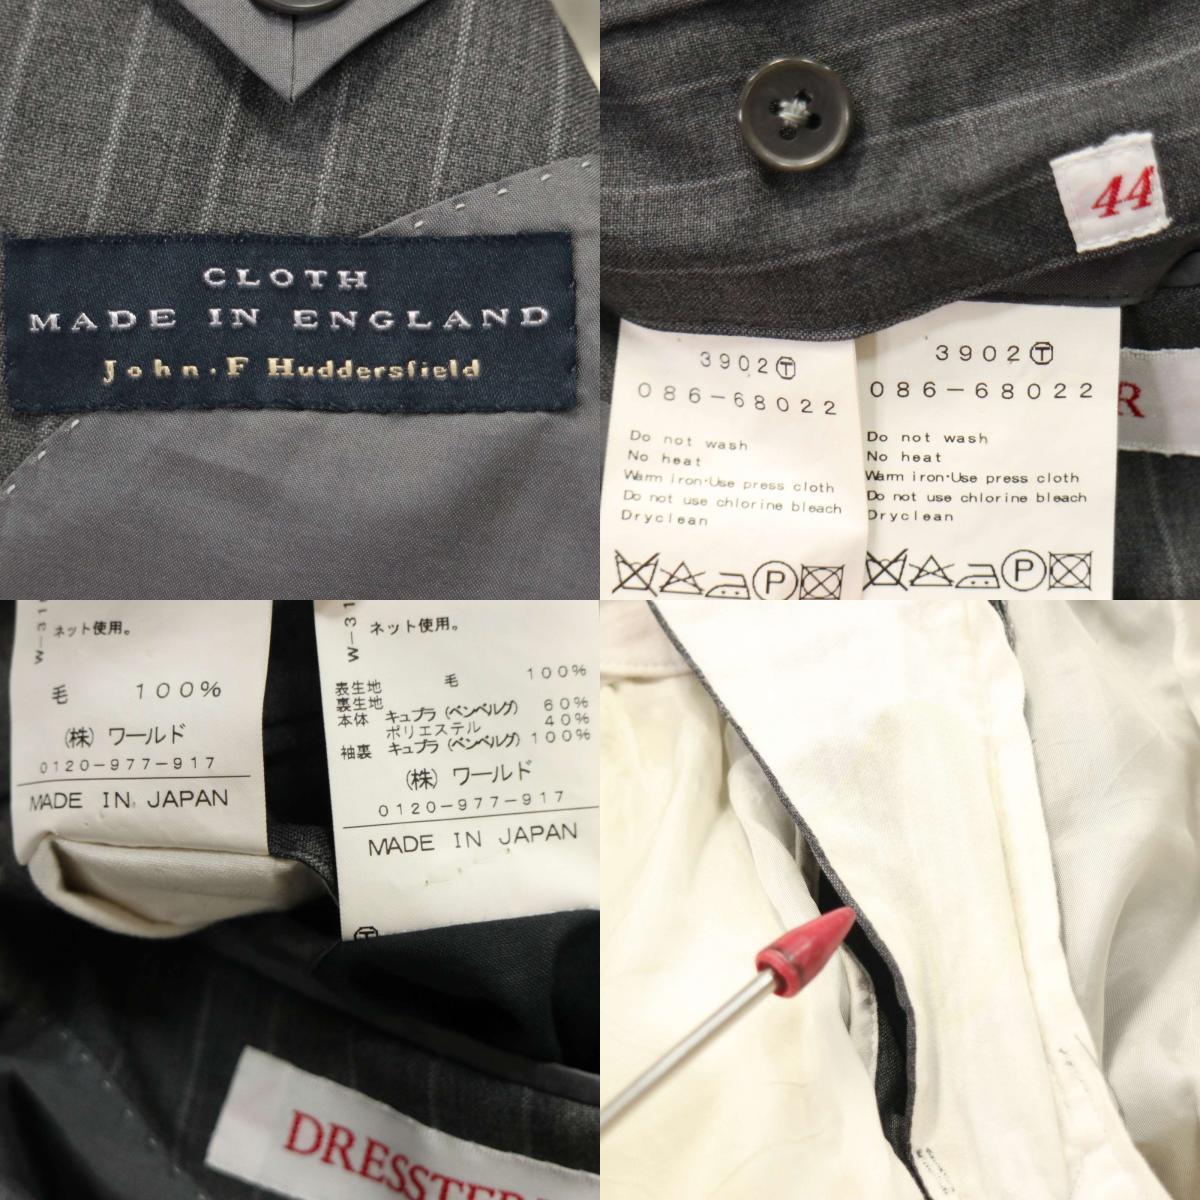 CLOTH
MADE IN ENGLAND
John.F Huddersfield
44
3902Ⓣ
086-68022
Do not wash
No heat
Warm iron・Use press cloth
Do not use chlorine bleach
Dryclean
P
3902Ⓣ
086-68022
Do not wash
No heat
Warm iron・Use press cloth
Do not use chlorine bleach
Dryclean
P
R
ネット使用。
毛 100%
(株) ワールド
0120-977-917
MADE IN JAPAN
ネット使用。
表生地 毛 100%
裏生地
本体 キュプラ (ベンベルグ) 60%
ポリエステル 40%
袖裏 キュプラ (ベンベルグ) 100%
(株) ワールド
0120-977-917
MADE IN JAPAN
Ⓣ
DRESSTER